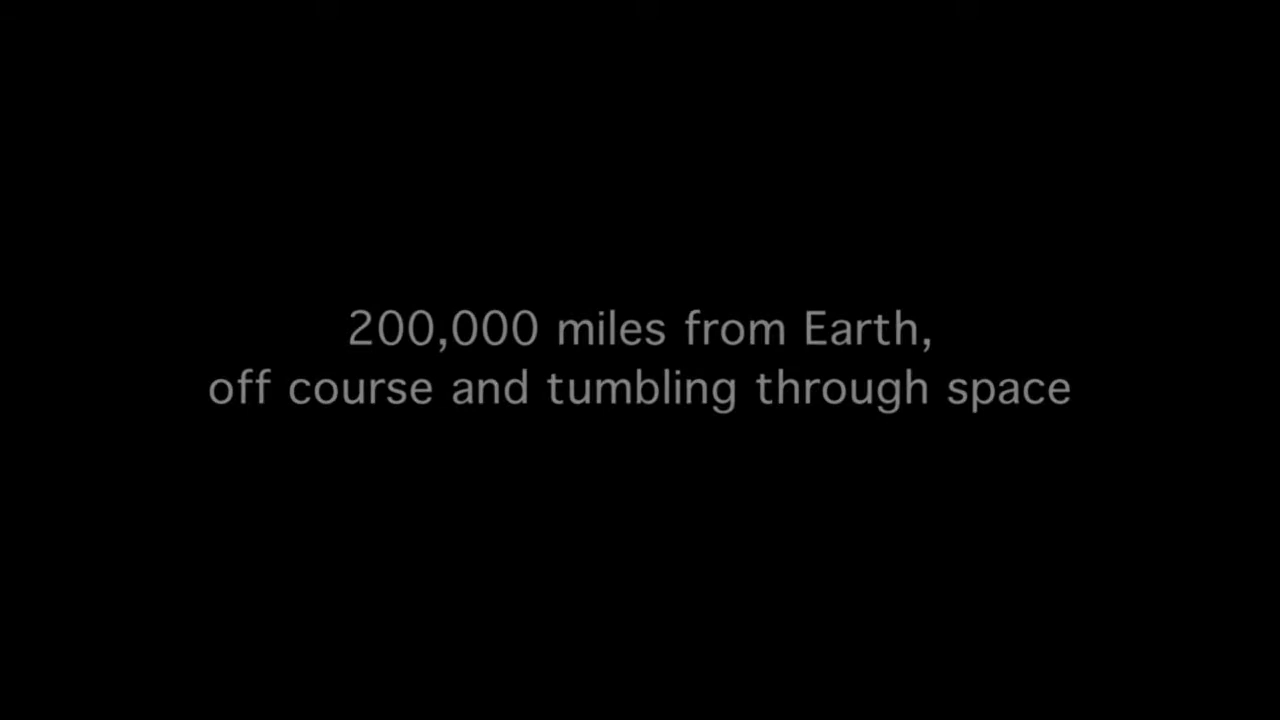 200,000 miles from Earth,
off course and tumbling through space